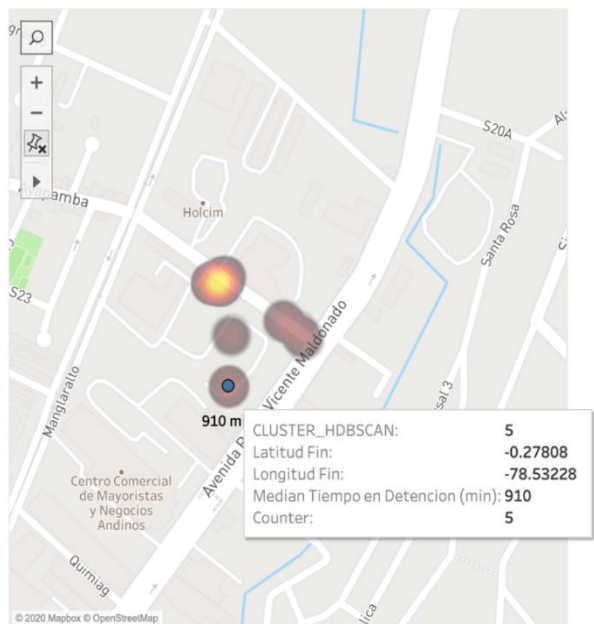 S20A
Ayapamba
Holcim
Santa Rosa
S23
Manglaralto
Vicente Maldonado
Avenida P
910 m
CLUSTER_HDBSCAN: 5
Latitud Fin: -0.27808
Longitud Fin: -78.53228
Median Tiempo en Detencion (min): 910
Counter: 5
Centro Comercial
de Mayoristas
y Negocios
Andinos
Quimiag
© 2020 Mapbox © OpenStreetMap